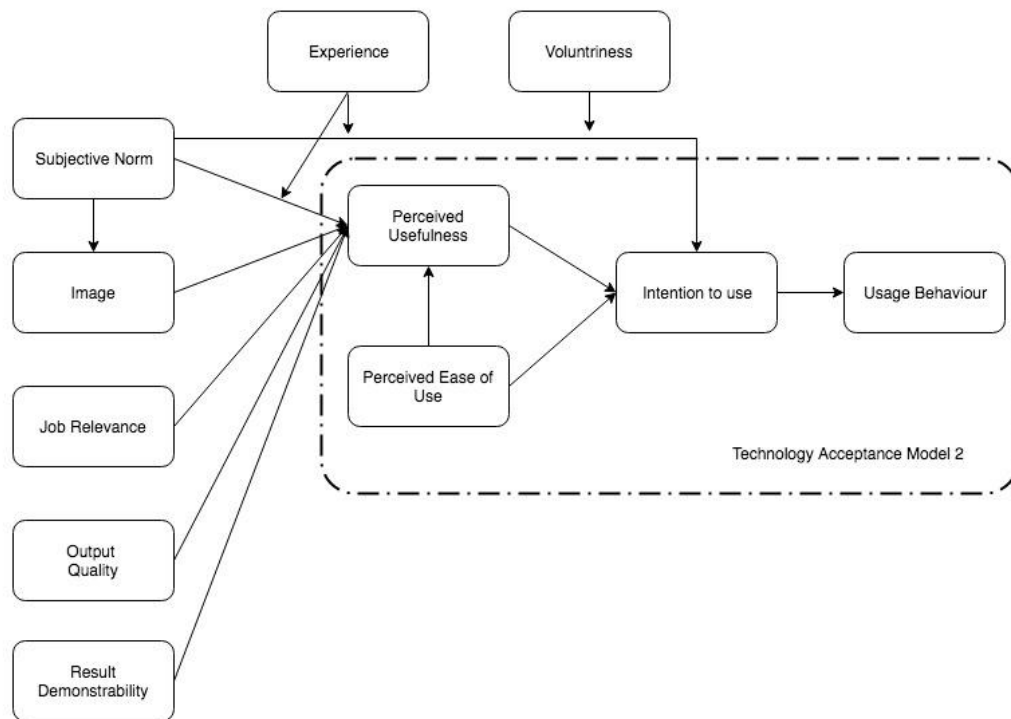 Experience
Voluntriness
Subjective Norm
Perceived
Usefulness
Image
Intention to use
Usage Behaviour
Perceived Ease of
Use
Job Relevance
Technology Acceptance Model 2
Output
Quality
Result
Demonstrability